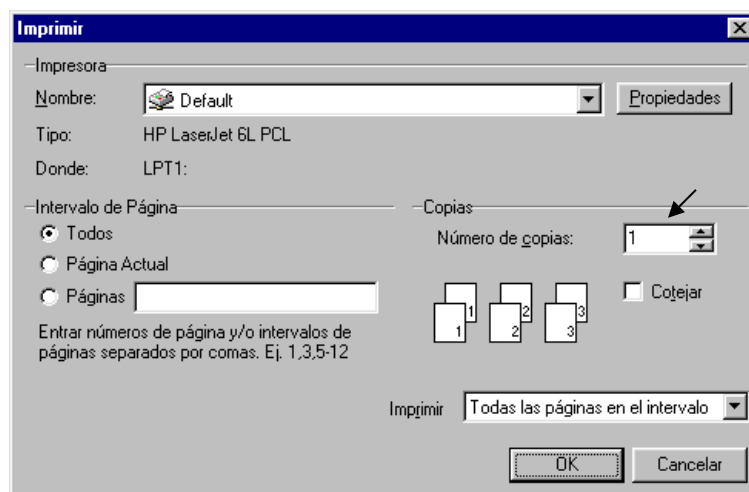 Imprimir
Impresora
Nombre: Default Propiedades
Tipo: HP LaserJet 6L PCL
Donde: LPT1:
Intervalo de Página
Todos
Página Actual
Páginas
Entrar números de página y/o intervalos de
páginas separados por comas. Ej. 1,3,5-12
Copias
Número de copias: 1
1 1 2 2 3 3
Cotejar
Imprimir Todas las páginas en el intervalo
OK Cancelar